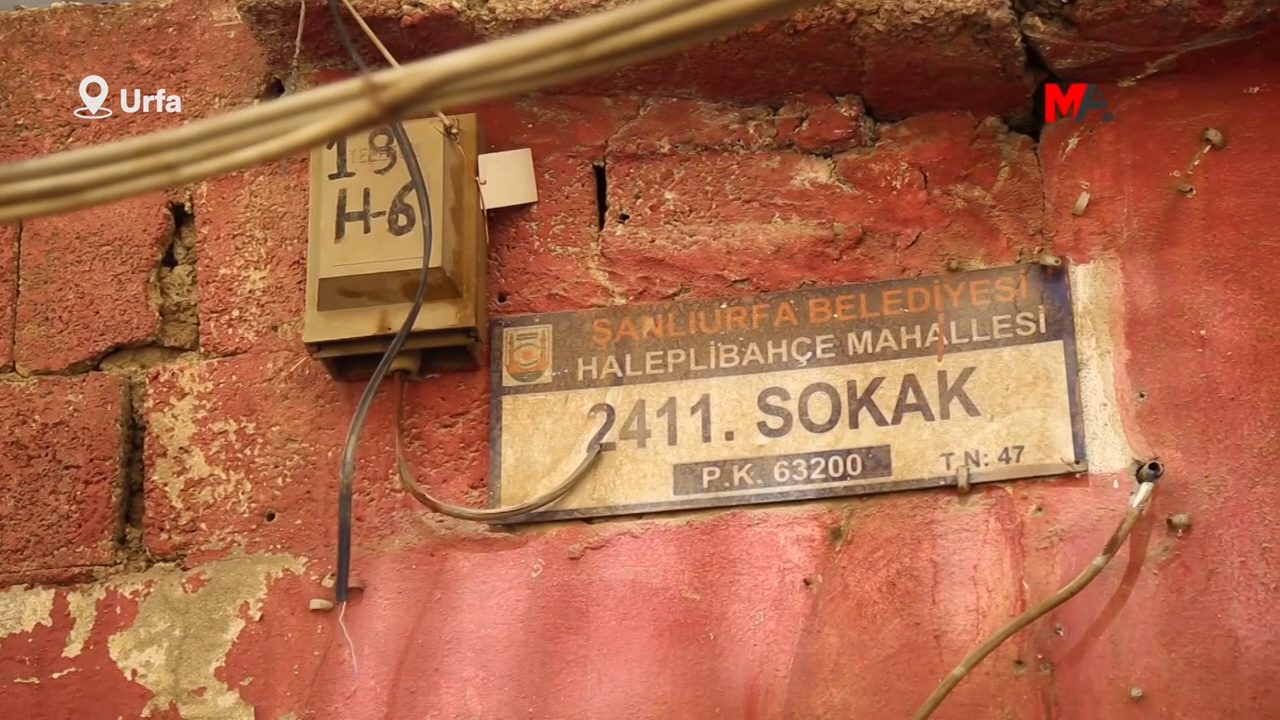 Urfa
MA
19
H-6
ŞANLIURFA BELEDİYESİ
HALEPLİBAHÇE MAHALLESİ
2411. SOKAK
P.K. 63200
T.N: 47